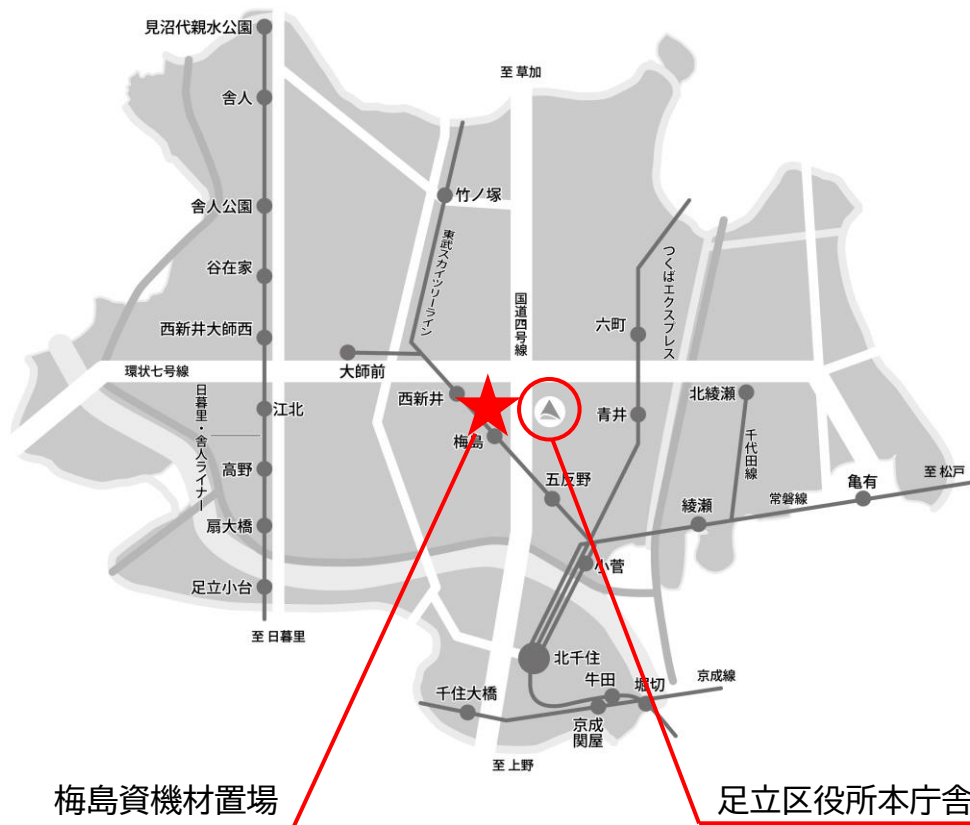 見沼代親水公園
至 草加
舎人
竹ノ塚
舎人公園
東武スカイツリーライン
つくばエクスプレス
谷在家
国道四号線
六町
西新井大師西
環状七号線
大師前
西新井
北綾瀬
日暮里・舎人ライナー
江北
青井
梅島
千代田線
高野
五反野
至 松戸
亀有
常磐線
綾瀬
扇大橋
小菅
足立小台
至 日暮里
北千住
牛田
京成線
堀切
千住大橋
京成
関屋
至 上野
梅島資機材置場
足立区役所本庁舎